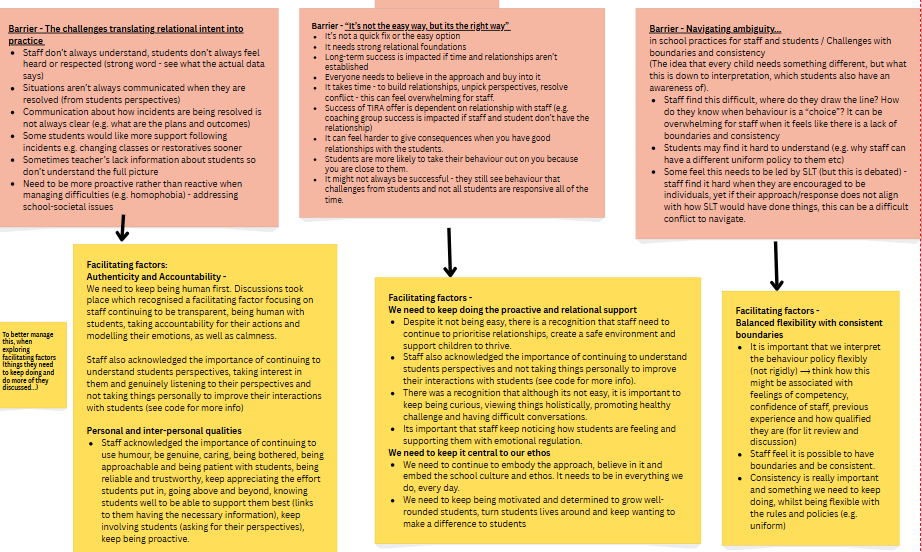 Barrier - The challenges translating relational intent into
practice
• Staff don't always understand, students don't always feel
heard or respected (strong word - see what the actual data
says)
• Situations aren't always communicated when they are
resolved (from students perspectives)
• Communication about how incidents are being resolved is
not always clear (e.g. what are the plans and outcomes)
• Some students would like more support following
incidents e.g. changing classes or restoratives sooner
• Sometimes teacher's lack information about students so
don't understand the full picture
• Need to be more proactive rather than reactive when
managing difficulties (e.g. homophobia) - addressing
school-societal issues
Barrier - "It's not the easy way, but its the right way"
• It's not a quick fix or the easy option
• It needs strong relational foundations
• Long-term success is impacted if time and relationships aren't
established
• Everyone needs to believe in the approach and buy into it
• It takes time - to build relationships, unpick perspectives, resolve
conflict - this can feel overwhelming for staff.
• Success of TIRA offer is dependent on relationship with staff (e.g.
coaching group success is impacted if staff and student don't have the
relationship)
• It can feel harder to give consequences when you have good
relationships with the students.
• Students are more likely to take their behaviour out on you because
you are close to them.
• It might not always be successful - they still see behaviour that
challenges from students and not all students are responsive all of the
time.
Barrier - Navigating ambiguity...
in school practices for staff and students / Challenges with
boundaries and consistency
(The idea that every child needs something different, but what
this is down to interpretation, which students also have an
awareness of).
• Staff find this difficult, where do they draw the line? How
do they know when behaviour is a "choice"? It can be
overwhelming for staff when it feels like there is a lack of
boundaries and consistency
• Students may find it hard to understand (e.g. why staff can
have a different uniform policy to them etc)
• Some feel this needs to be led by SLT (but this is debated) -
staff find it hard when they are encouraged to be
individuals, yet if their approach/response does not align
with how SLT would have done things, this can be a difficult
conflict to navigate.
To better manage
this, when
exploring
facilitating factors
(things they need
to keep doing and
do more of they
discussed...)
Facilitating factors:
Authenticity and Accountability -
We need to keep being human first. Discussions took
place which recognised a facilitating factor focusing on
staff continuing to be transparent, being human with
students, taking accountability for their actions and
modelling their emotions, as well as calmness.
Staff also acknowledged the importance of continuing to
understand students perspectives, taking interest in
them and genuinely listening to their perspectives and
not taking things personally to improve their interactions
with students (see code for more info)
Personal and inter-personal qualities
• Staff acknowledged the importance of continuing to
use humour, be genuine, caring, being bothered, being
approachable and being patient with students, being
reliable and trustworthy, keep appreciating the effort
students put in, going above and beyond, knowing
students well to be able to support them best (links
to them having the necessary information), keep
involving students (asking for their perspectives),
keep being proactive.
Facilitating factors -
We need to keep doing the proactive and relational support
• Despite it not being easy, there is a recognition that staff need to
continue to prioritise relationships, create a safe environment and
support children to thrive.
• Staff also acknowledged the importance of continuing to understand
students perspectives and not taking things personally to improve
their interactions with students (see code for more info).
• There was a recognition that although its not easy, it is important to
keep being curious, viewing things holistically, promoting healthy
challenge and having difficult conversations.
• Its important that staff keep noticing how students are feeling and
supporting them with emotional regulation.
We need to keep it central to our ethos
• We need to continue to embody the approach, believe in it and
embed the school culture and ethos. It needs to be in everything we
do, every day.
• We need to keep being motivated and determined to grow well-
rounded students, turn students lives around and keep wanting to
make a difference to students
Facilitating factors -
Balanced flexibility with consistent
boundaries
• It is important that we interpret
the behaviour policy flexibly
(not rigidly) → think how this
might be associated with
feelings of competency,
confidence of staff, previous
experience and how qualified
they are (for lit review and
discussion)
• Staff feel it is possible to have
boundaries and be consistent.
• Consistency is really important
and something we need to keep
doing, whilst being flexible with
the rules and policies (e.g.
uniform)